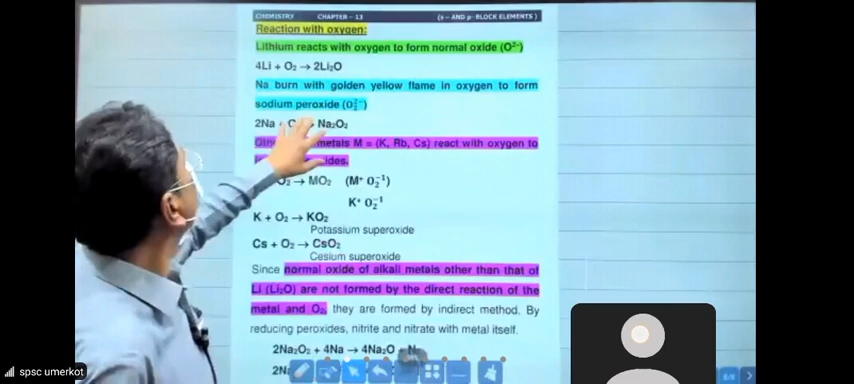 CHEMISTRY CHAPTER - 13 (s - AND p - BLOCK ELEMENTS)
Reaction with oxygen:
Lithium reacts with oxygen to form normal oxide (O²⁻)
4Li + O₂ → 2Li₂O
Na burn with golden yellow flame in oxygen to form
sodium peroxide (O₂²⁻)
2Na + Na₂O₂
metals M = (K, Rb, Cs) react with oxygen to
ides.
O₂ → MO₂ (M⁺ O₂⁻¹)
K⁺ O₂⁻¹
K + O₂ → KO₂
Potassium superoxide
Cs + O₂ → CsO₂
Cesium superoxide
Since normal oxide of alkali metals other than that of
Li (Li₂O) are not formed by the direct reaction of the
metal and O₂, they are formed by indirect method. By
reducing peroxides, nitrite and nitrate with metal itself.
2Na₂O₂ + 4Na → 4Na₂O + N
2N
spsc umerkot